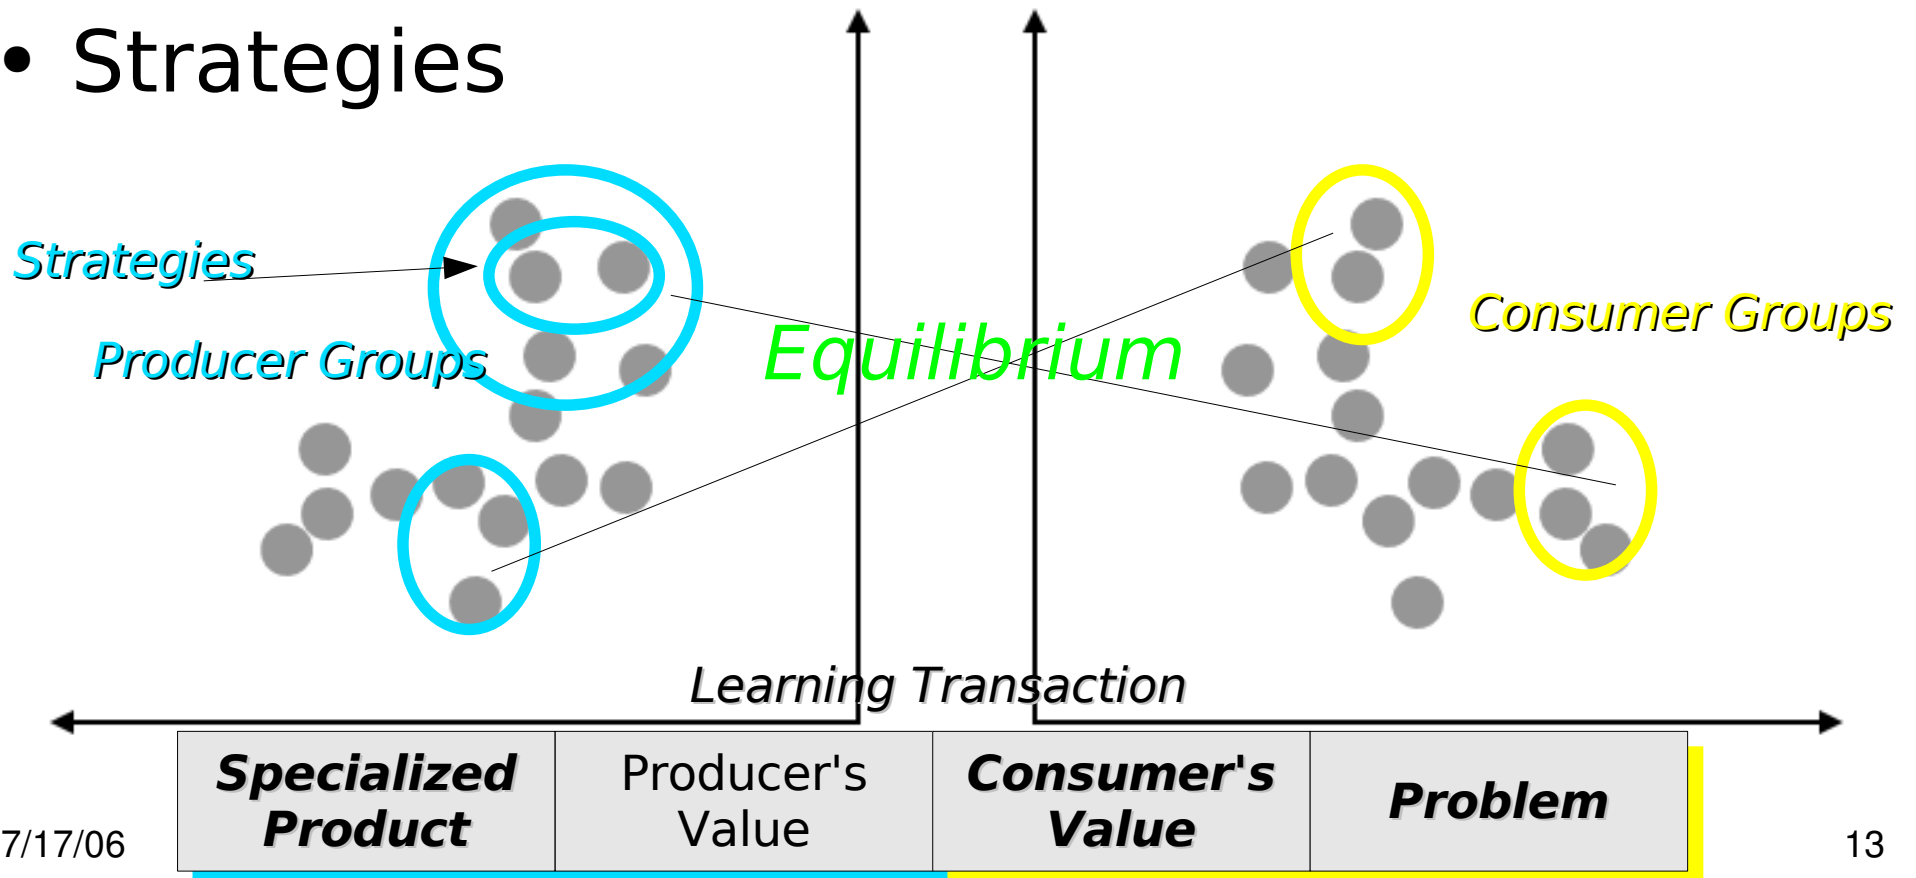 • Strategies
Strategies
Consumer Groups
Equilibrium
Producer Groups
Learning Transaction
Specialized
Product
Producer's
Value
Consumer's
Value
Problem
7/17/06
13